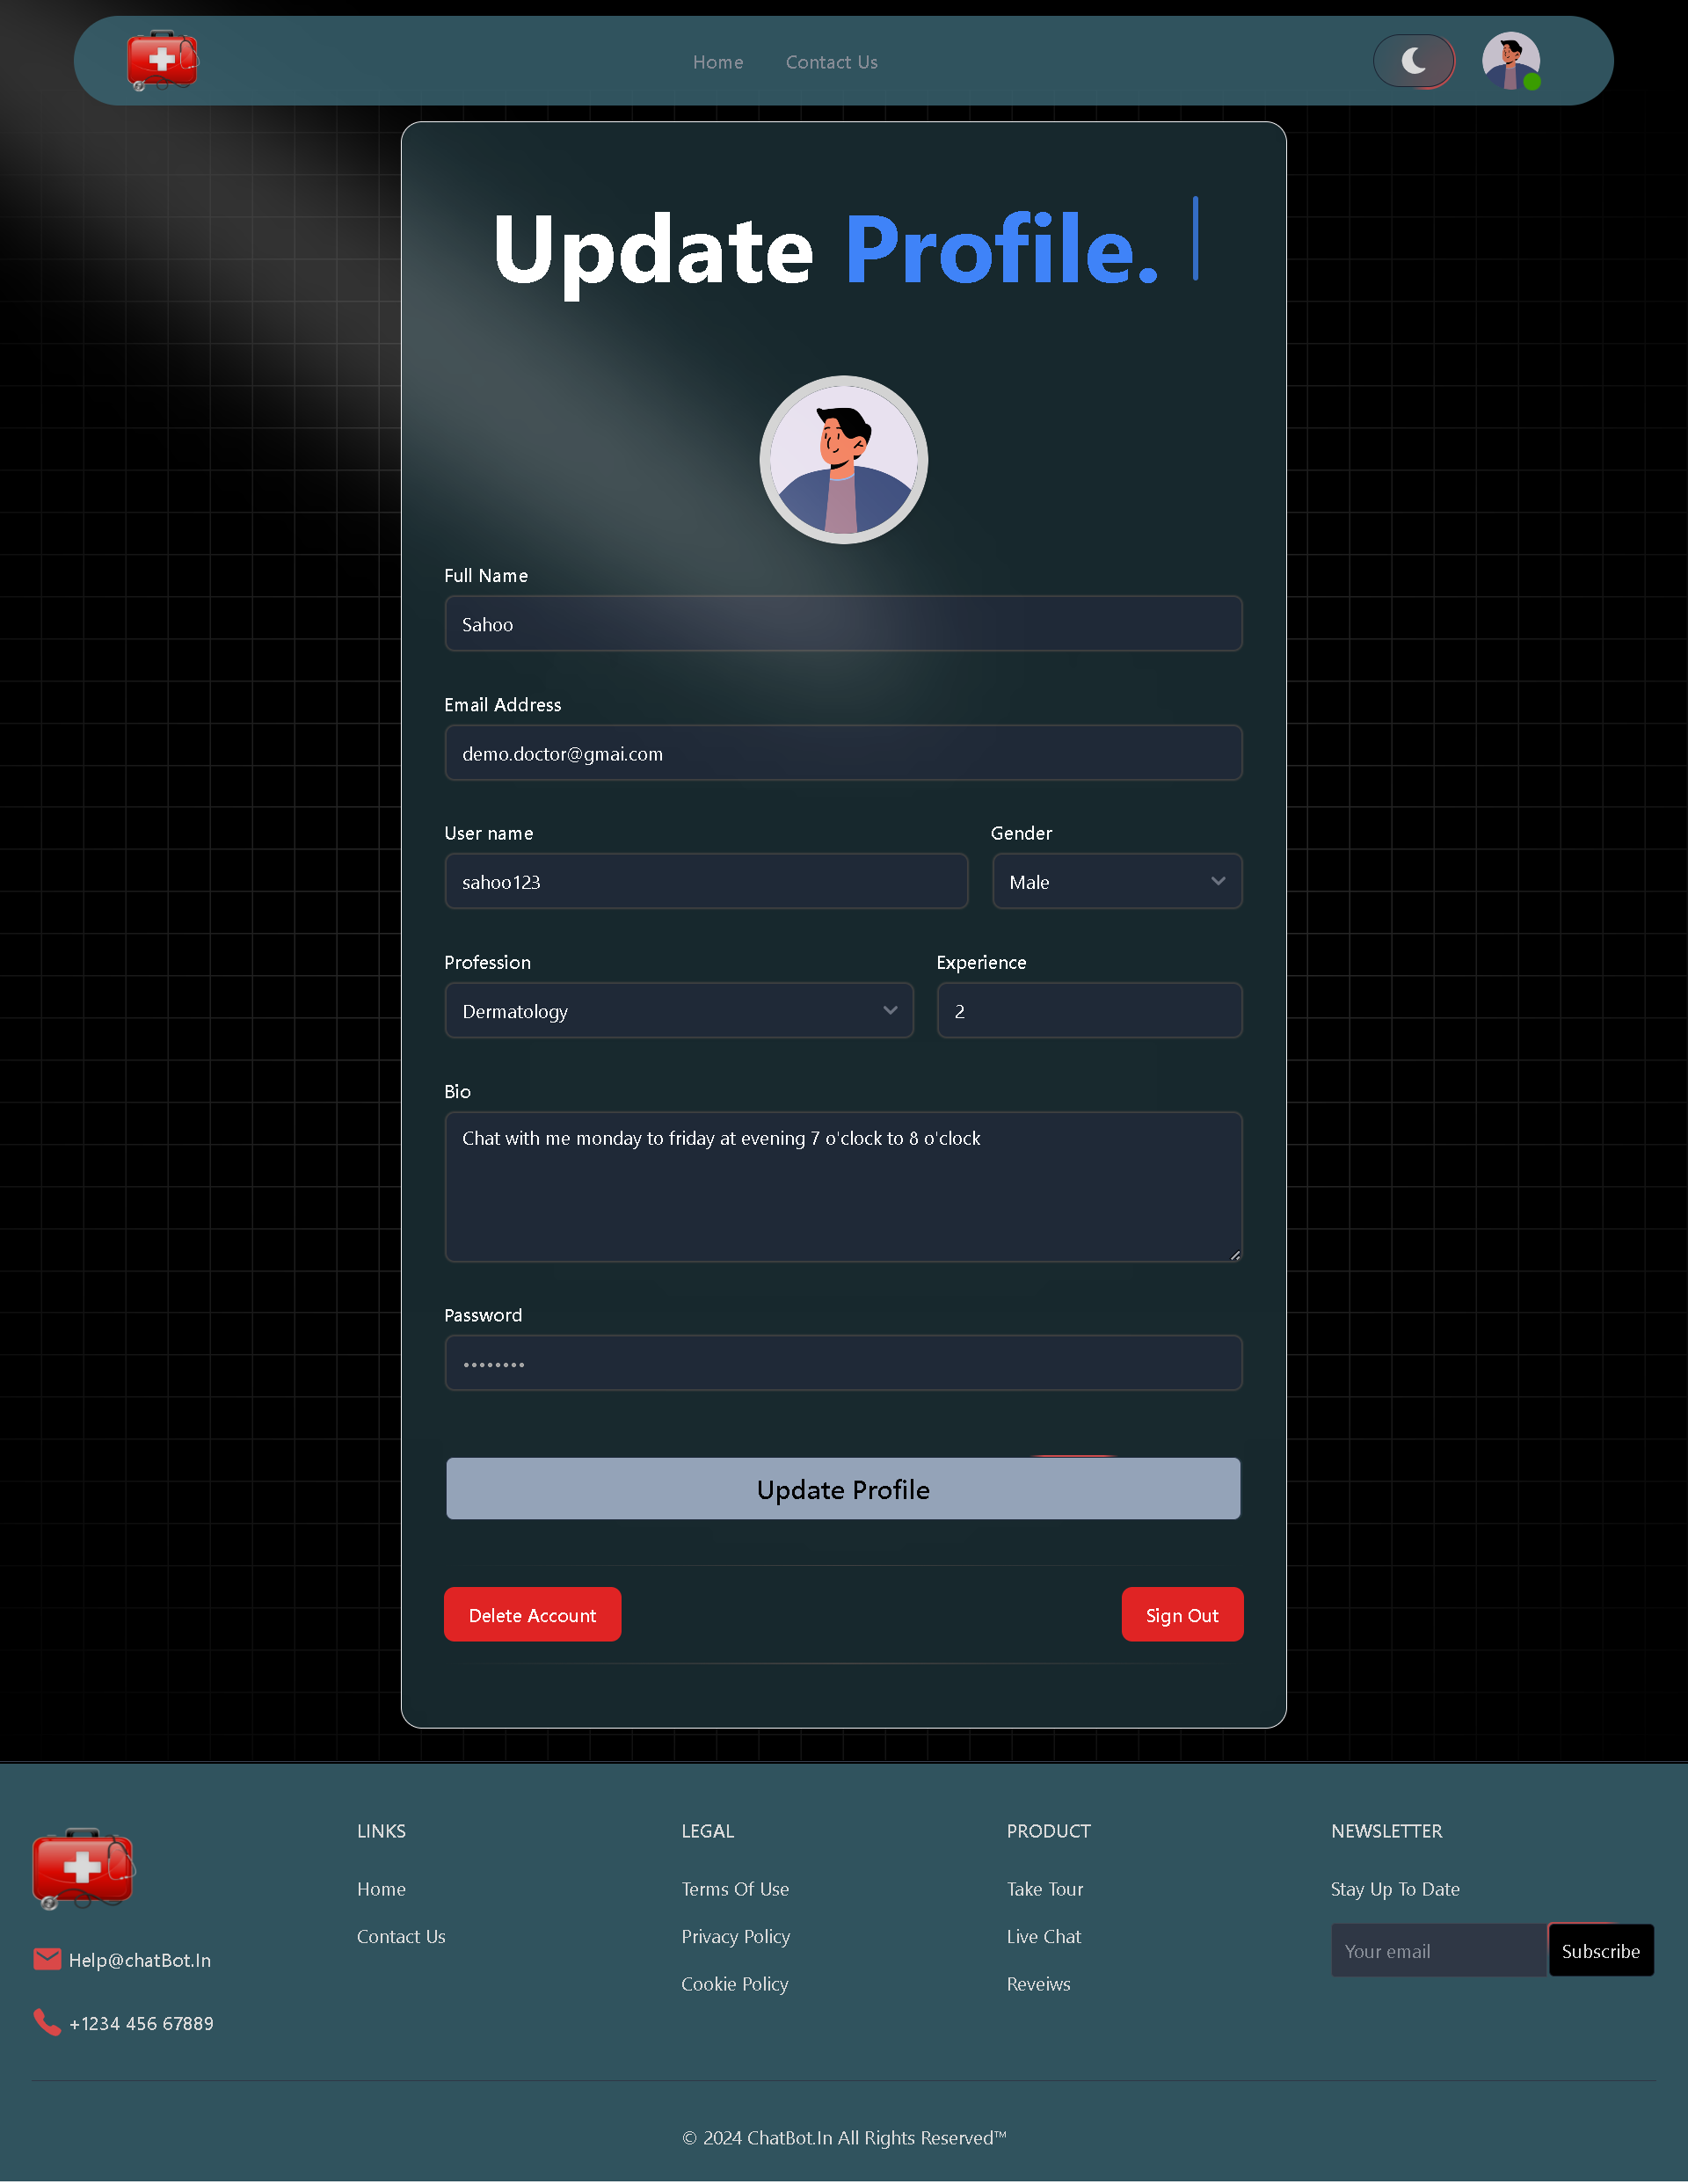 Home Contact Us
Update Profile.
Full Name
Sahoo
Email Address
demo.doctor@gmai.com
User name Gender
sahoo123 Male
Profession Experience
Dermatology 2
Bio
Chat with me monday to friday at evening 7 o'clock to 8 o'clock
Password
••••••••
Update Profile
Delete Account Sign Out
LINKS
Home
Contact Us
LEGAL
Terms Of Use
Privacy Policy
Cookie Policy
PRODUCT
Take Tour
Live Chat
Reveiws
NEWSLETTER
Stay Up To Date
Your email Subscribe
Help@chatBot.In
+1234 456 67889
© 2024 ChatBot.In All Rights Reserved™